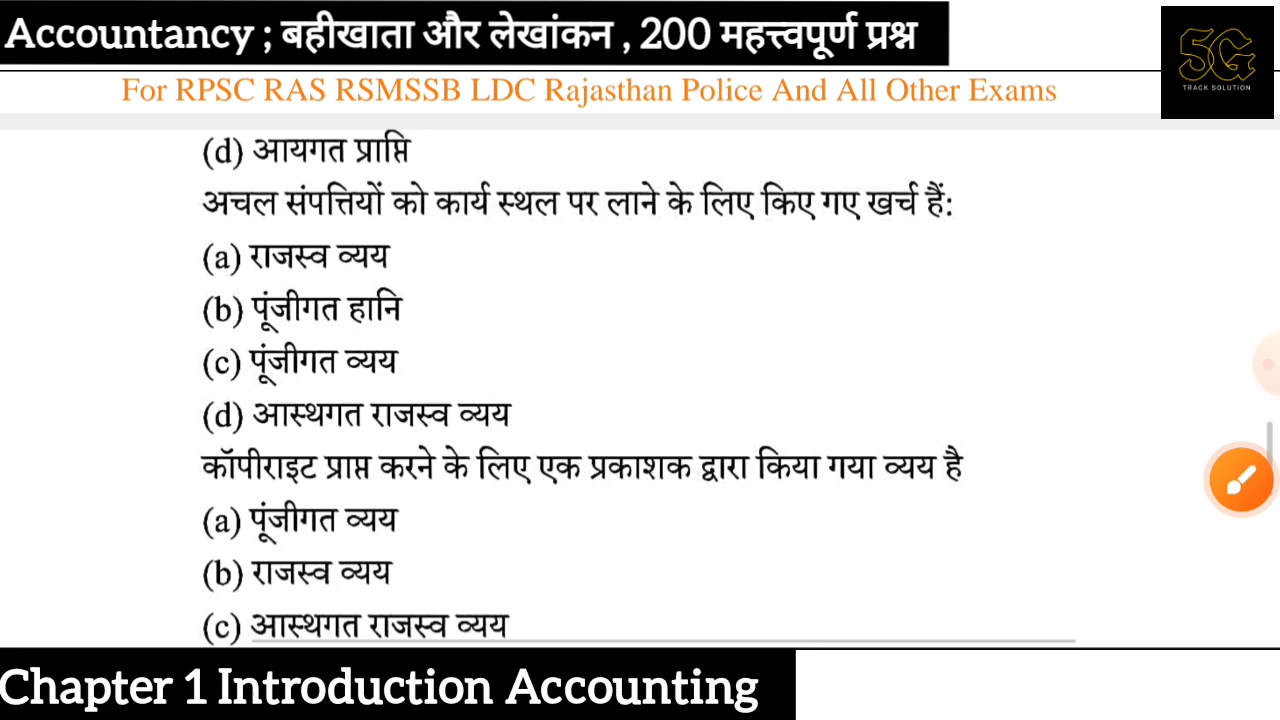 Accountancy ; बहीखाता और लेखांकन , 200 महत्त्वपूर्ण प्रश्न
5G
TRACK SOLUTION
For RPSC RAS RSMSSB LDC Rajasthan Police And All Other Exams
(d) आयगत प्राप्ति
अचल संपत्तियों को कार्य स्थल पर लाने के लिए किए गए खर्च हैं:
(a) राजस्व व्यय
(b) पूंजीगत हानि
(c) पूंजीगत व्यय
(d) आस्थगत राजस्व व्यय
कॉपीराइट प्राप्त करने के लिए एक प्रकाशक द्वारा किया गया व्यय है
(a) पूंजीगत व्यय
(b) राजस्व व्यय
(c) आस्थगत राजस्व व्यय
Chapter 1 Introduction Accounting